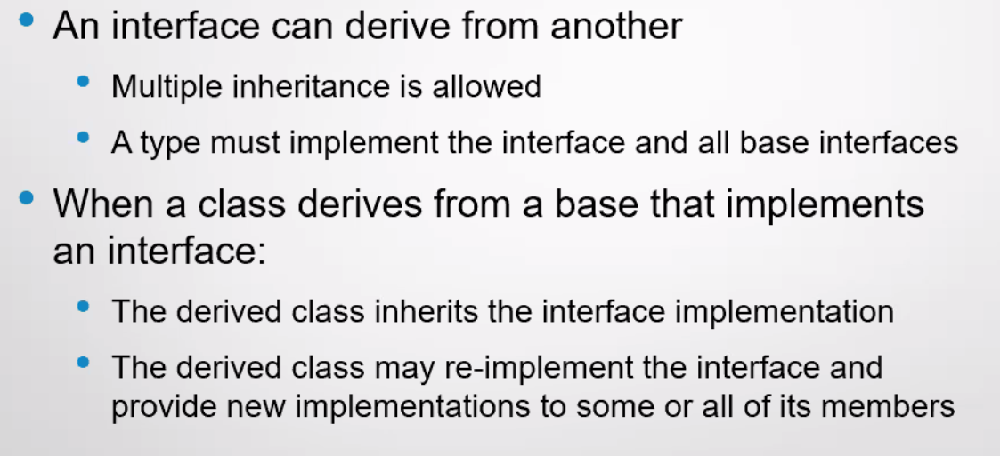 • An interface can derive from another
• Multiple inheritance is allowed
• A type must implement the interface and all base interfaces
• When a class derives from a base that implements
an interface:
• The derived class inherits the interface implementation
• The derived class may re-implement the interface and
provide new implementations to some or all of its members